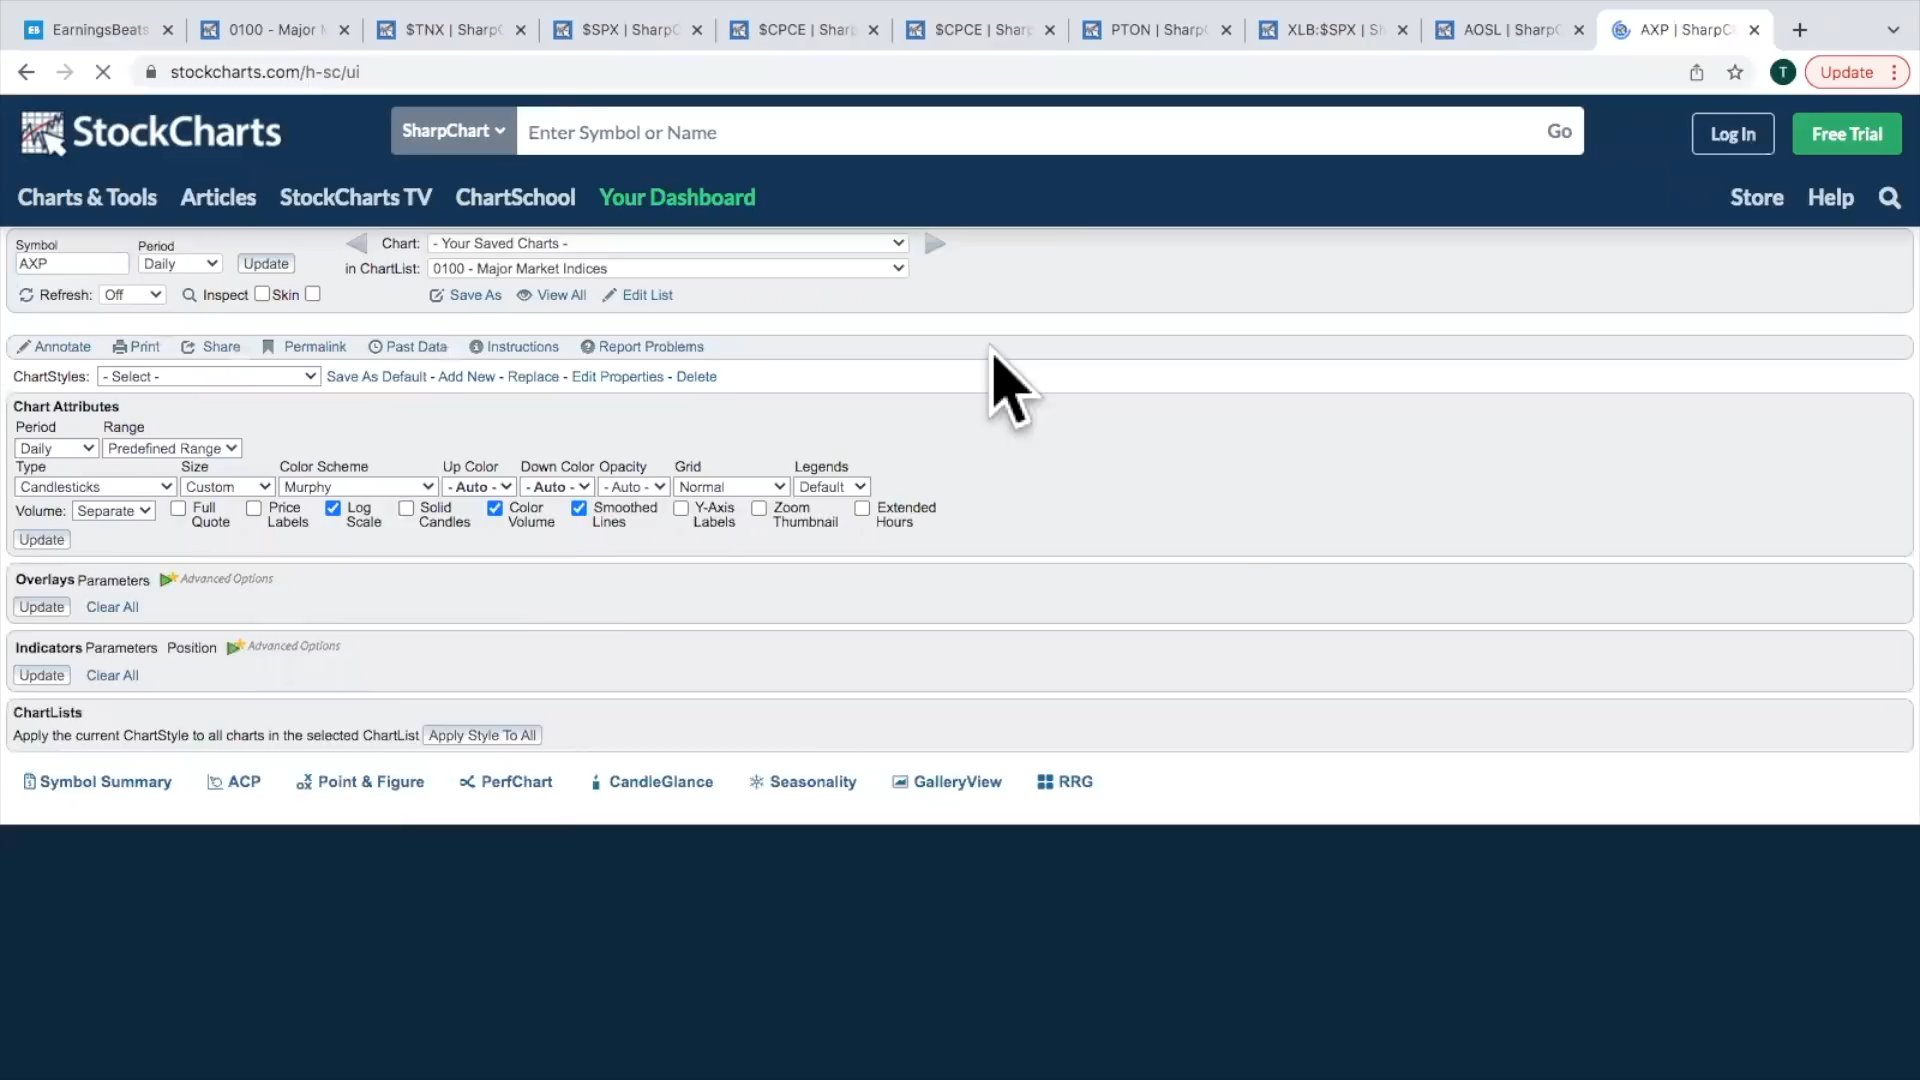 EB EarningsBeats
0100 - Major M
$TNX | SharpC
$SPX | SharpC
$CPCE | Sharp
$CPCE | Sharp
PTON | SharpC
XLB:$SPX | Sh
AOSL | SharpC
AXP | SharpC
stockcharts.com/h-sc/ui
T
Update
StockCharts
SharpChart
Enter Symbol or Name
Go
Log In
Free Trial
Charts & Tools Articles StockCharts TV ChartSchool Your Dashboard
Store Help
Symbol Period
AXP Daily Update
Chart: - Your Saved Charts -
in ChartList: 0100 - Major Market Indices
Refresh: Off Inspect Skin
Save As View All Edit List
Annotate Print Share Permalink Past Data Instructions Report Problems
ChartStyles: - Select - Save As Default - Add New - Replace - Edit Properties - Delete
Chart Attributes
Period Range
Daily Predefined Range
Type Size Color Scheme Up Color Down Color Opacity Grid Legends
Candlesticks Custom Murphy - Auto - - Auto - - Auto - Normal Default
Volume: Separate Full Quote Price Labels Log Scale Solid Candles Color Volume Smoothed Lines Y-Axis Labels Zoom Thumbnail Extended Hours
Update
Overlays Parameters Advanced Options
Update Clear All
Indicators Parameters Position Advanced Options
Update Clear All
ChartLists
Apply the current ChartStyle to all charts in the selected ChartList Apply Style To All
Symbol Summary ACP Point & Figure PerfChart CandleGlance Seasonality GalleryView RRG